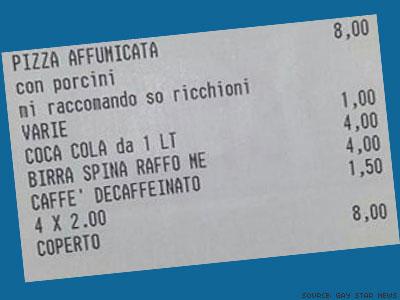 PIZZA AFFUMICATA 8,00
con porcini
mi raccomando so ricchioni
VARIE 1,00
COCA COLA da 1 LT 4,00
BIRRA SPINA RAFFO ME 4,00
CAFFE' DECAFFEINATO 1,50
4 X 2.00
COPERTO 8,00
SOURCE: GAY STAR NEWS